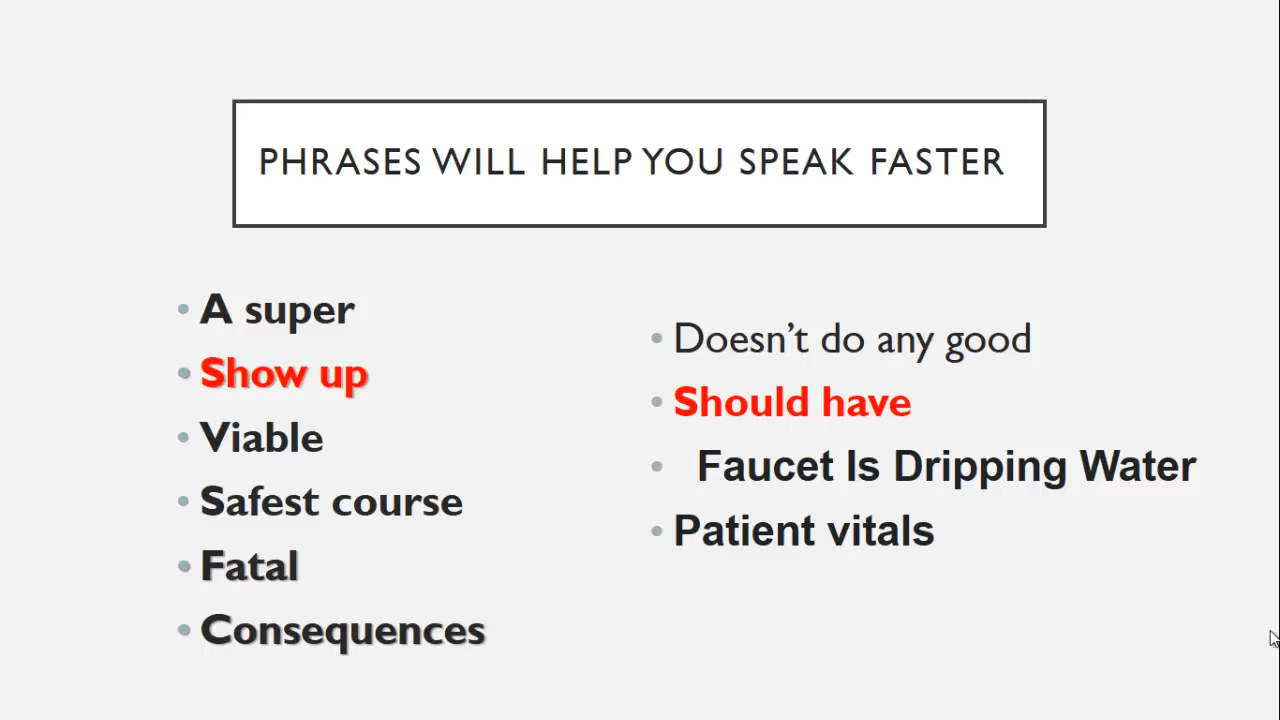 PHRASES WILL HELP YOU SPEAK FASTER
A super
Show up
Viable
Safest course
Fatal
Consequences
Doesn't do any good
Should have
Faucet Is Dripping Water
Patient vitals